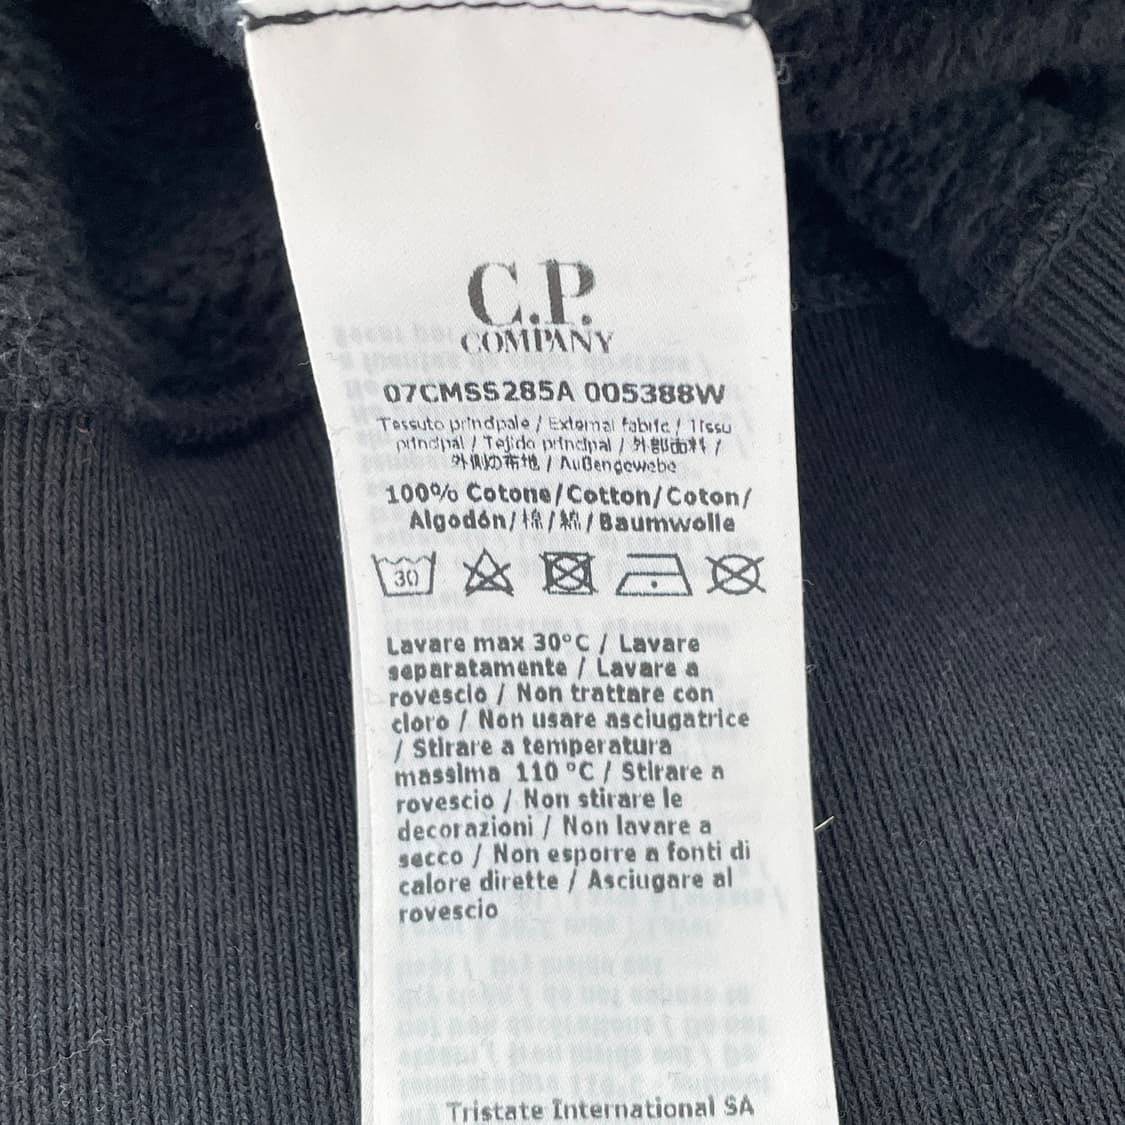 C.P.
COMPANY
07CMSS285A 005388W
Tessuto principale / External fabric / Tissu
principal / Tejido principal / 外部面料 /
外側の布地 / Außengewebe
100% Cotone/Cotton/Coton/
Algodón/棉/綿/Baumwolle
30
Lavare max 30°C / Lavare
separatamente / Lavare a
rovescio / Non trattare con
cloro / Non usare asciugatrice
/ Stirare a temperatura
massima 110 °C / Stirare a
rovescio / Non stirare le
decorazioni / Non lavare a
secco / Non esporre a fonti di
calore dirette / Asciugare al
rovescio
Tristate International SA